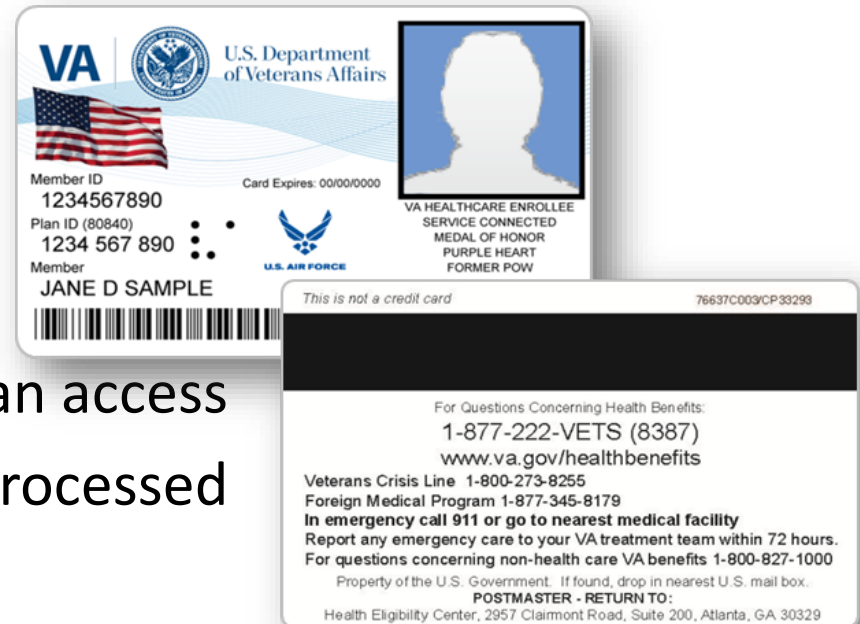 VA
U.S. Department
of Veterans Affairs
Member ID
1234567890
Card Expires: 00/00/0000
Plan ID (80840)
1234 567 890
Member
JANE D SAMPLE
U.S. AIR FORCE
VA HEALTHCARE ENROLLEE
SERVICE CONNECTED
MEDAL OF HONOR
PURPLE HEART
FORMER POW
an access
rocessed
This is not a credit card
76637C003/CP33293
For Questions Concerning Health Benefits:
1-877-222-VETS (8387)
www.va.gov/healthbenefits
Veterans Crisis Line 1-800-273-8255
Foreign Medical Program 1-877-345-8179
In emergency call 911 or go to nearest medical facility
Report any emergency care to your VA treatment team within 72 hours.
For questions concerning non-health care VA benefits 1-800-827-1000
Property of the U.S. Government. If found, drop in nearest U.S. mail box.
POSTMASTER - RETURN TO:
Health Eligibility Center, 2957 Clairmont Road, Suite 200, Atlanta, GA 30329